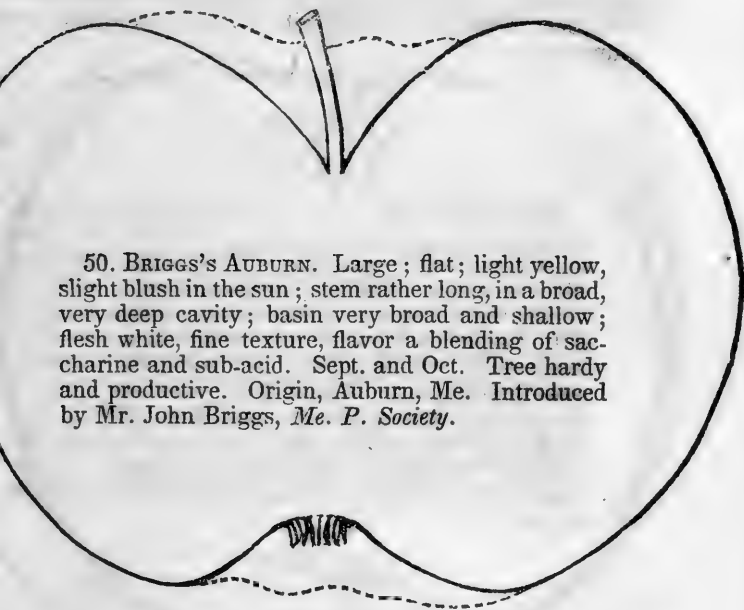 50. BRIGGS'S AUBURN. Large; flat; light yellow,
slight blush in the sun; stem rather long, in a broad,
very deep cavity; basin very broad and shallow;
flesh white, fine texture, flavor a blending of sac-
charine and sub-acid. Sept. and Oct. Tree hardy
and productive. Origin, Auburn, Me. Introduced
by Mr. John Briggs, Me. P. Society.